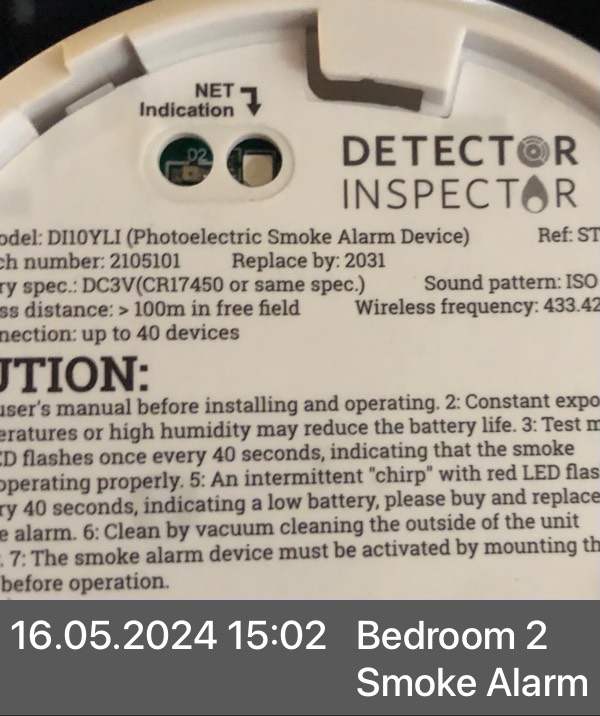 NET
Indication
D2
DETECTOR
INSPECTOR
odel: DI10YLI (Photoelectric Smoke Alarm Device) Ref: ST
ch number: 2105101 Replace by: 2031
ry spec.: DC3V(CR17450 or same spec.) Sound pattern: ISO
ss distance: > 100m in free field Wireless frequency: 433.42
nection: up to 40 devices
UTION:
user's manual before installing and operating. 2: Constant expo
eratures or high humidity may reduce the battery life. 3: Test m
ED flashes once every 40 seconds, indicating that the smoke
operating properly. 5: An intermittent "chirp" with red LED flas
ry 40 seconds, indicating a low battery, please buy and replace
e alarm. 6: Clean by vacuum cleaning the outside of the unit
. 7: The smoke alarm device must be activated by mounting th
before operation.
16.05.2024 15:02 Bedroom 2
Smoke Alarm